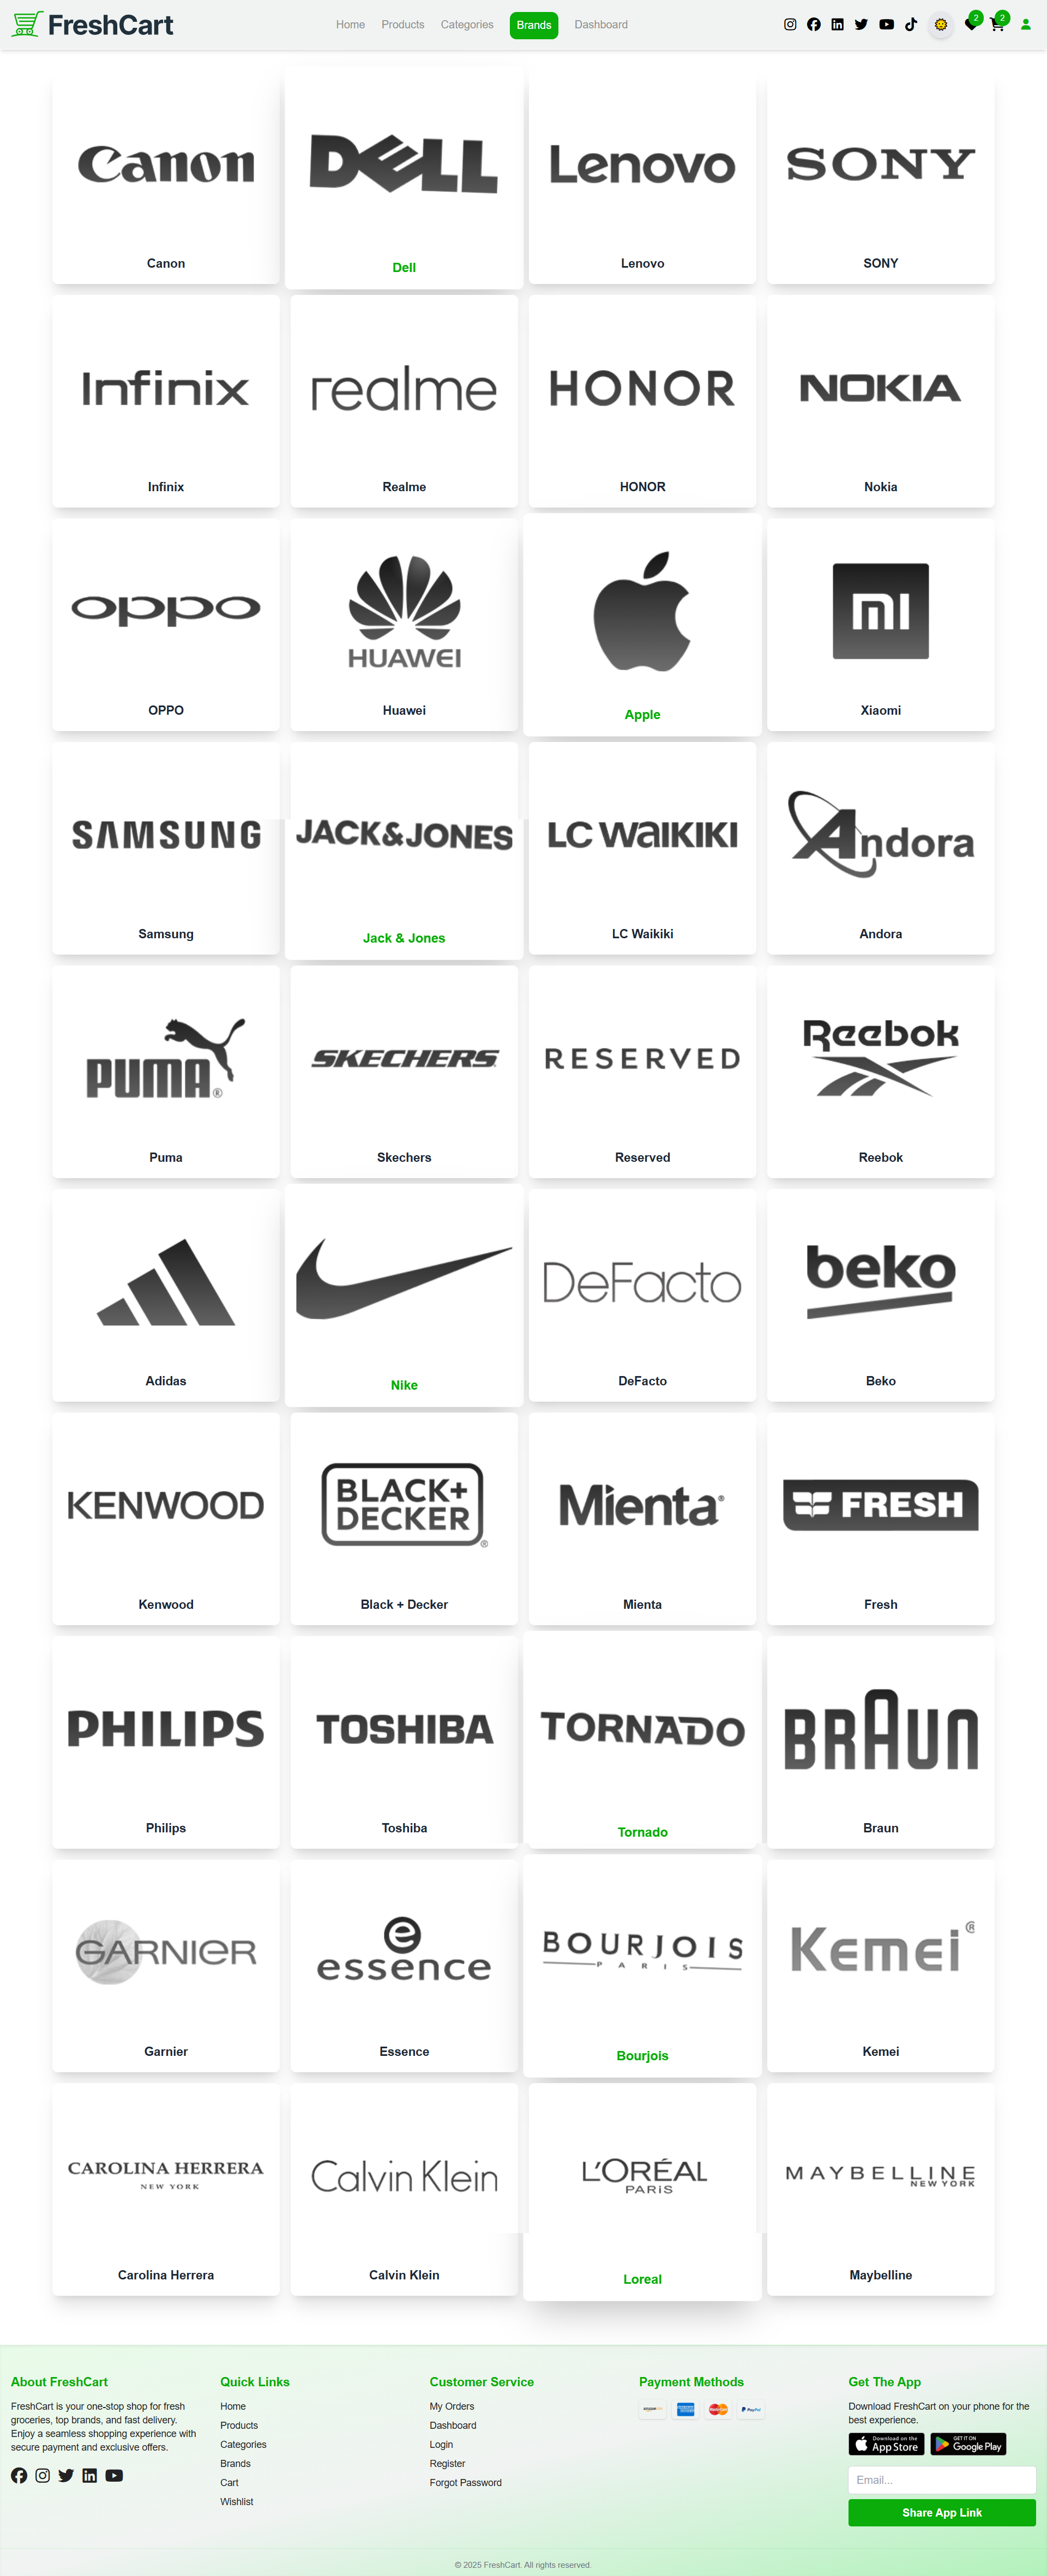 FreshCart
Home Products Categories Brands Dashboard
2 2
Canon DELL Lenovo SONY
Canon Dell Lenovo SONY
Infinix realme HONOR NOKIA
Infinix Realme HONOR Nokia
oppo HUAWEI mi
OPPO Huawei Apple Xiaomi
SAMSUNG JACK&JONES LC WAIKIKI Andora
Samsung Jack & Jones LC Waikiki Andora
PUMA® SKECHERS RESERVED Reebok
Puma Skechers Reserved Reebok
DeFacto beko
Adidas Nike DeFacto Beko
KENWOOD BLACK+ DECKER® Mienta® FRESH
Kenwood Black + Decker Mienta Fresh
PHILIPS TOSHIBA TORNADO BRAUN
Philips Toshiba Tornado Braun
GARNIER e essence BOURJOIS PARIS Kemei®
Garnier Essence Bourjois Kemei
CAROLINA HERRERA NEW YORK Calvin Klein L'ORÉAL PARIS MAYBELLINE NEW YORK
Carolina Herrera Calvin Klein Loreal Maybelline
About FreshCart
FreshCart is your one-stop shop for fresh
groceries, top brands, and fast delivery.
Enjoy a seamless shopping experience with
secure payment and exclusive offers.
Quick Links
Home
Products
Categories
Brands
Cart
Wishlist
Customer Service
My Orders
Dashboard
Login
Register
Forgot Password
Payment Methods
PayPal
Get The App
Download FreshCart on your phone for the
best experience.
Download on the App Store
GET IT ON Google Play
Email...
Share App Link
© 2025 FreshCart. All rights reserved.